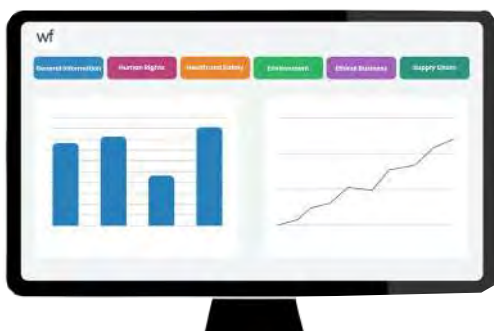 wf
General Information
Human Rights
Health and Safety
Environment
Ethical Business
Supply Chain